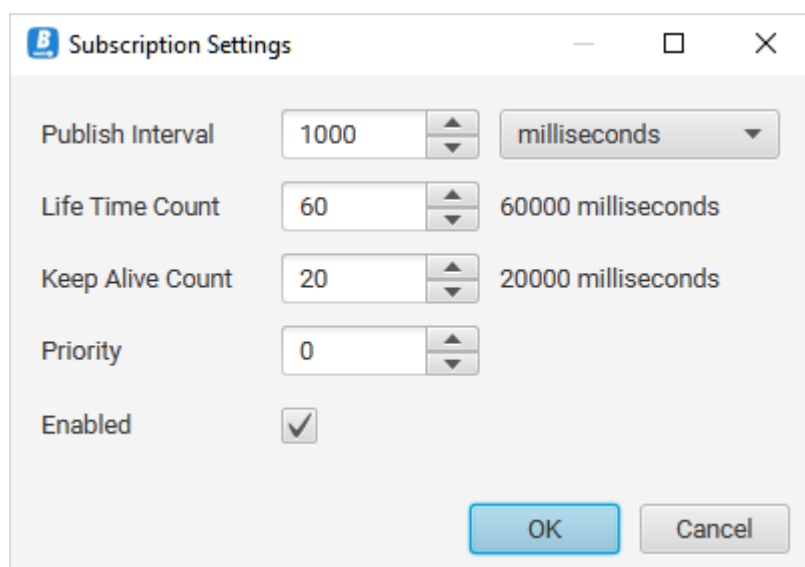 B
Subscription Settings
Publish Interval 1000 milliseconds
Life Time Count 60 60000 milliseconds
Keep Alive Count 20 20000 milliseconds
Priority 0
Enabled
OK Cancel